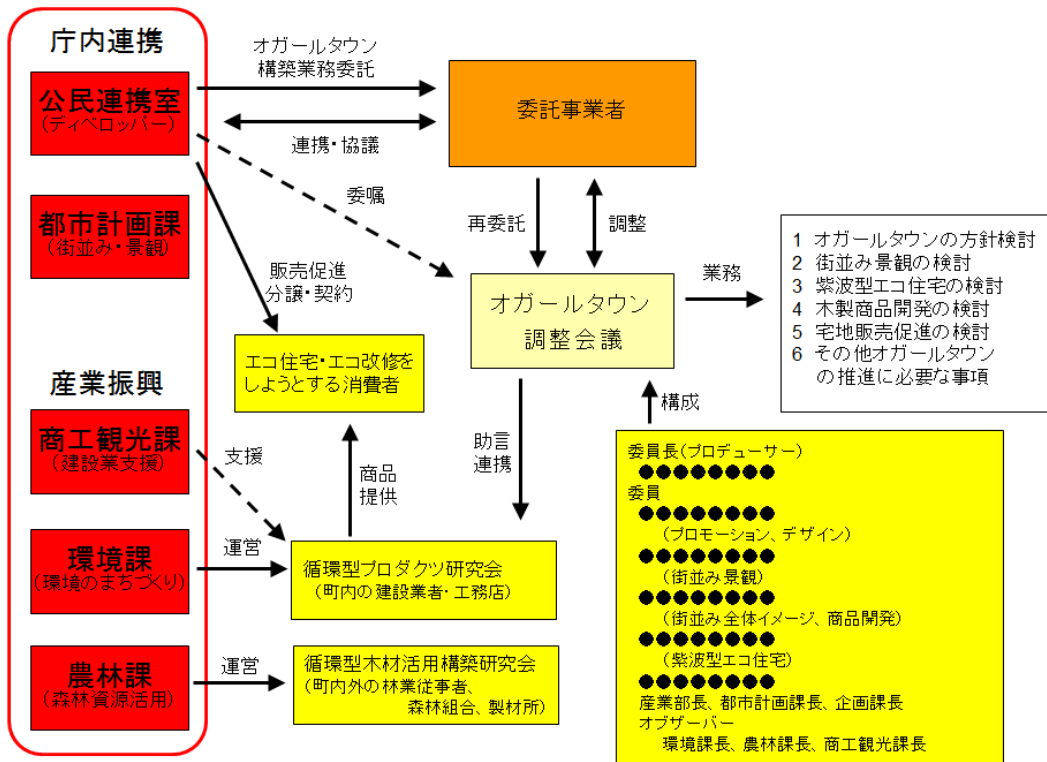 庁内連携
公民連携室
(ディベロッパー)
都市計画課
(街並み・景観)
産業振興
商工観光課
(建設業支援)
環境課
(環境のまちづくり)
農林課
(森林資源活用)
オガールタウン
構築業務委託
連携・協議
委嘱
販売促進
分譲・契約
委託事業者
再委託
調整
オガールタウン
調整会議
業務
1 オガールタウンの方針検討
2 街並み景観の検討
3 紫波型エコ住宅の検討
4 木製商品開発の検討
5 宅地販売促進の検討
6 その他オガールタウン
の推進に必要な事項
エコ住宅・エコ改修を
しようとする消費者
支援
商品
提供
助言
連携
構成
運営
循環型プロダクツ研究会
(町内の建設業者・工務店)
運営
循環型木材活用構築研究会
(町内外の林業従事者、
森林組合、製材所)
委員長(プロデューサー)
●●●●●●●●
委員
●●●●●●●●
(プロモーション、デザイン)
●●●●●●●●
(街並み景観)
●●●●●●●●
(街並み全体イメージ、商品開発)
●●●●●●●●
(紫波型エコ住宅)
●●●●●●●●
産業部長、都市計画課長、企画課長
オブザーバー
環境課長、農林課長、商工観光課長